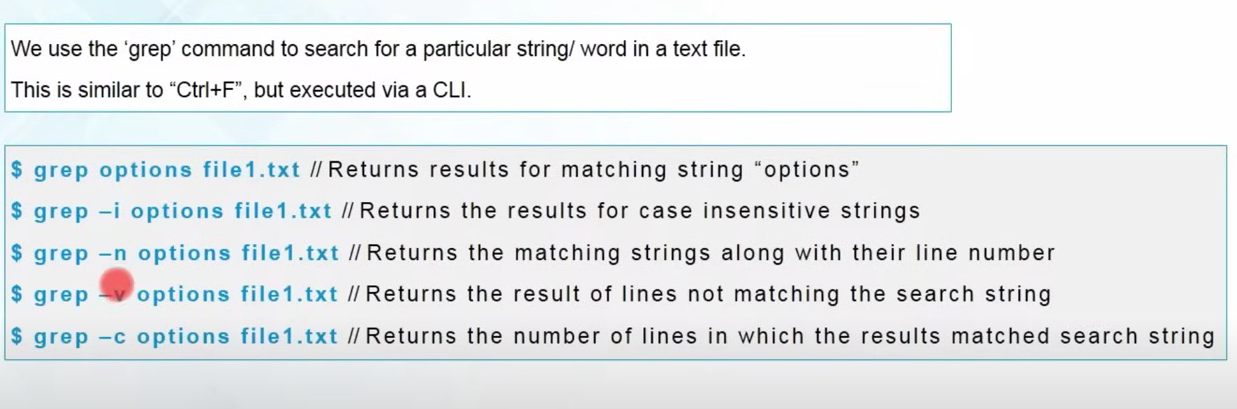 We use the ‘grep’ command to search for a particular string/ word in a text file.
This is similar to “Ctrl+F”, but executed via a CLI.
$ grep options file1.txt // Returns results for matching string “options”
$ grep –i options file1.txt // Returns the results for case insensitive strings
$ grep –n options file1.txt // Returns the matching strings along with their line number
$ grep –v options file1.txt // Returns the result of lines not matching the search string
$ grep –c options file1.txt // Returns the number of lines in which the results matched search string